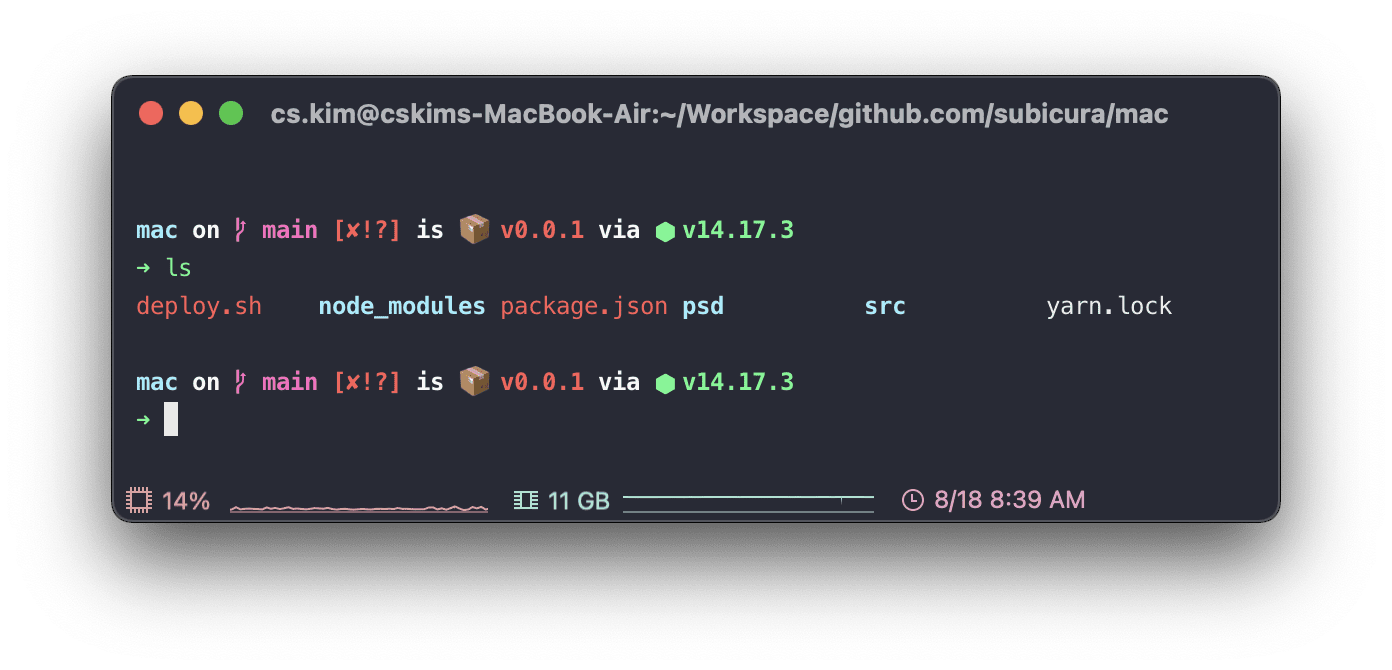 cs.kim@cskims-MacBook-Air:~/Workspace/github.com/subicura/mac
mac on main [✘!?] is 📦 v0.0.1 via ⬢ v14.17.3
➜ ls
deploy.sh node_modules package.json psd src yarn.lock
mac on main [✘!?] is 📦 v0.0.1 via ⬢ v14.17.3
➜
14% 11 GB 8/18 8:39 AM